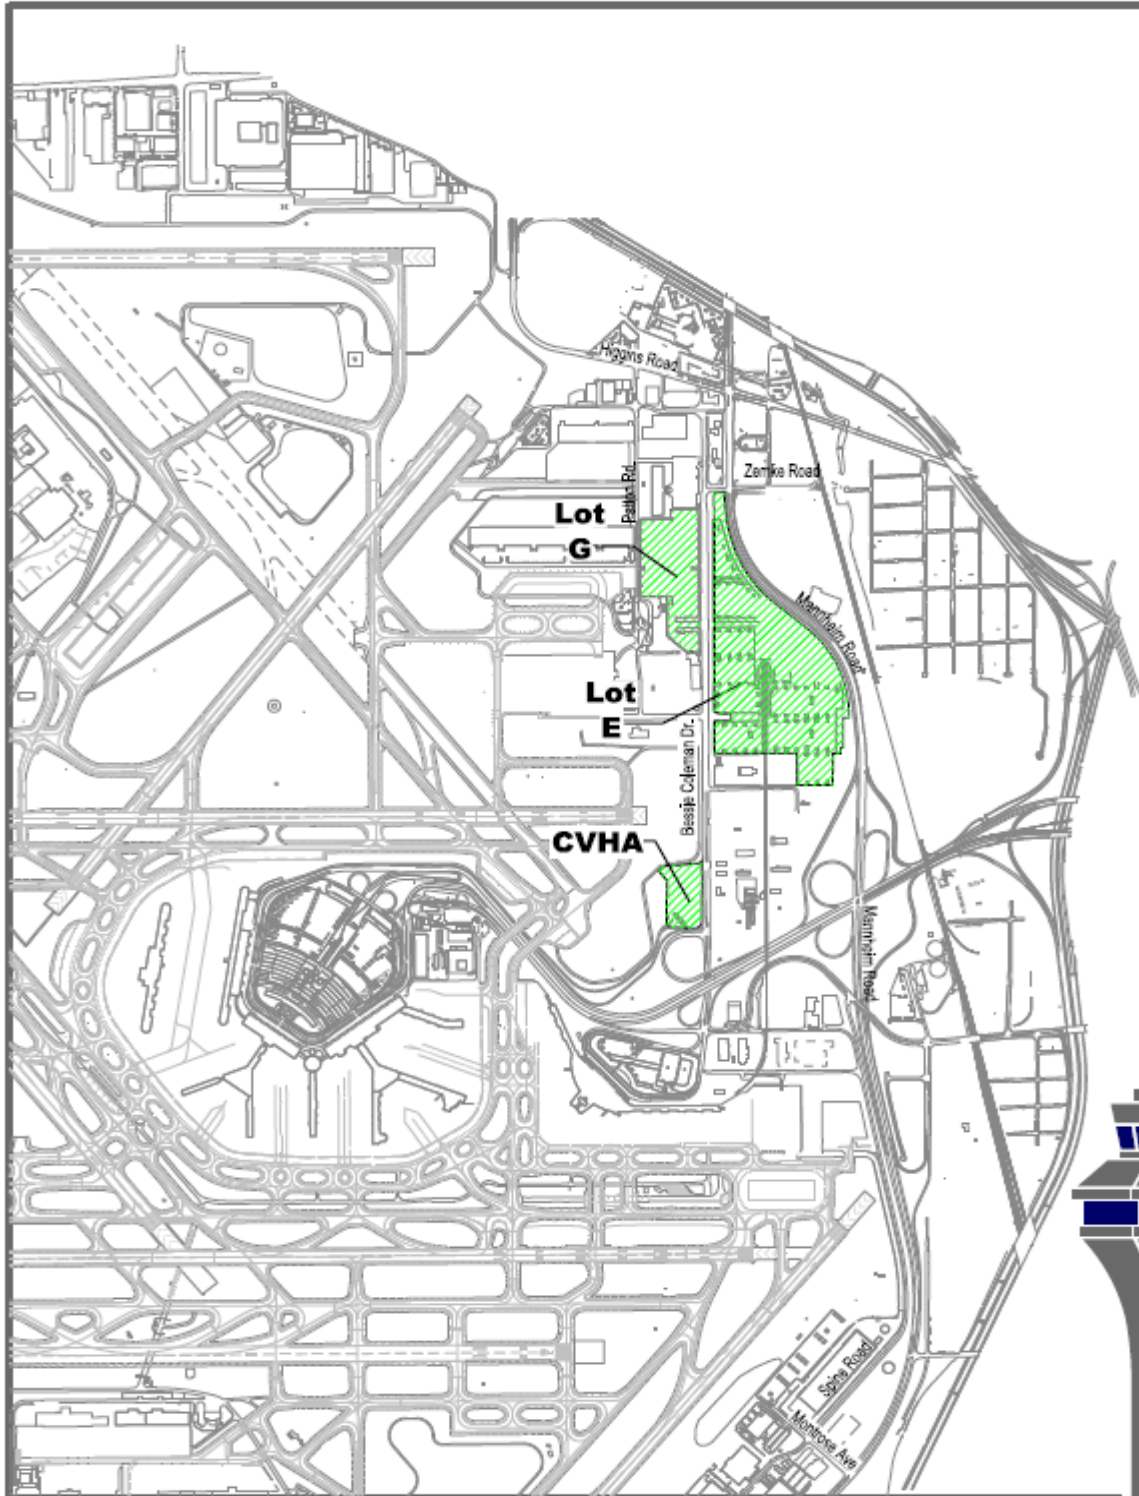 Higgins Road
Zemke Road
Patton Rd.
Lot
G
Mannheim Road
Lot
E
Bessie Coleman Dr.
CVHA
Mannheim Road
Spine Road
Montrose Ave